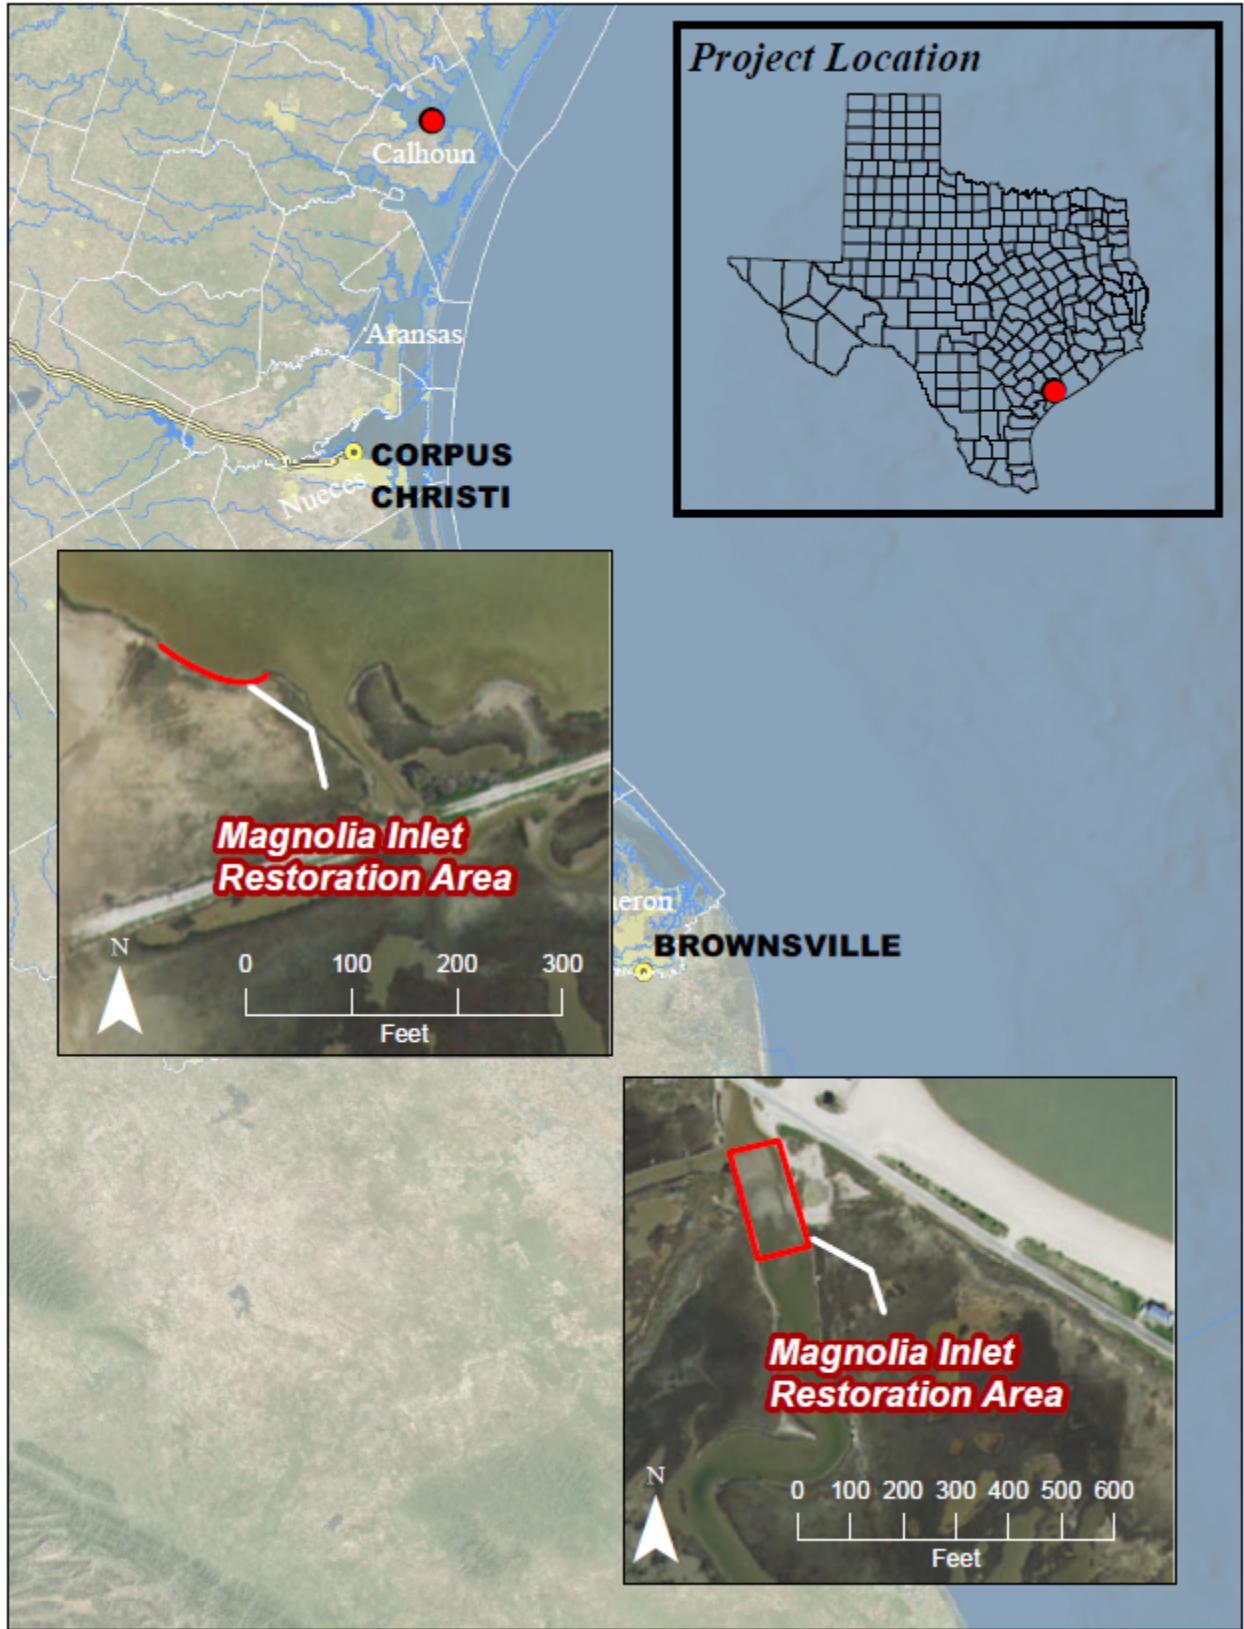 Project Location
Calhoun
Aransas
CORPUS
CHRISTI
Nueces
Magnolia Inlet
Restoration Area
N
0 100 200 300
Feet
eron
BROWNSVILLE
Magnolia Inlet
Restoration Area
N
0 100 200 300 400 500 600
Feet